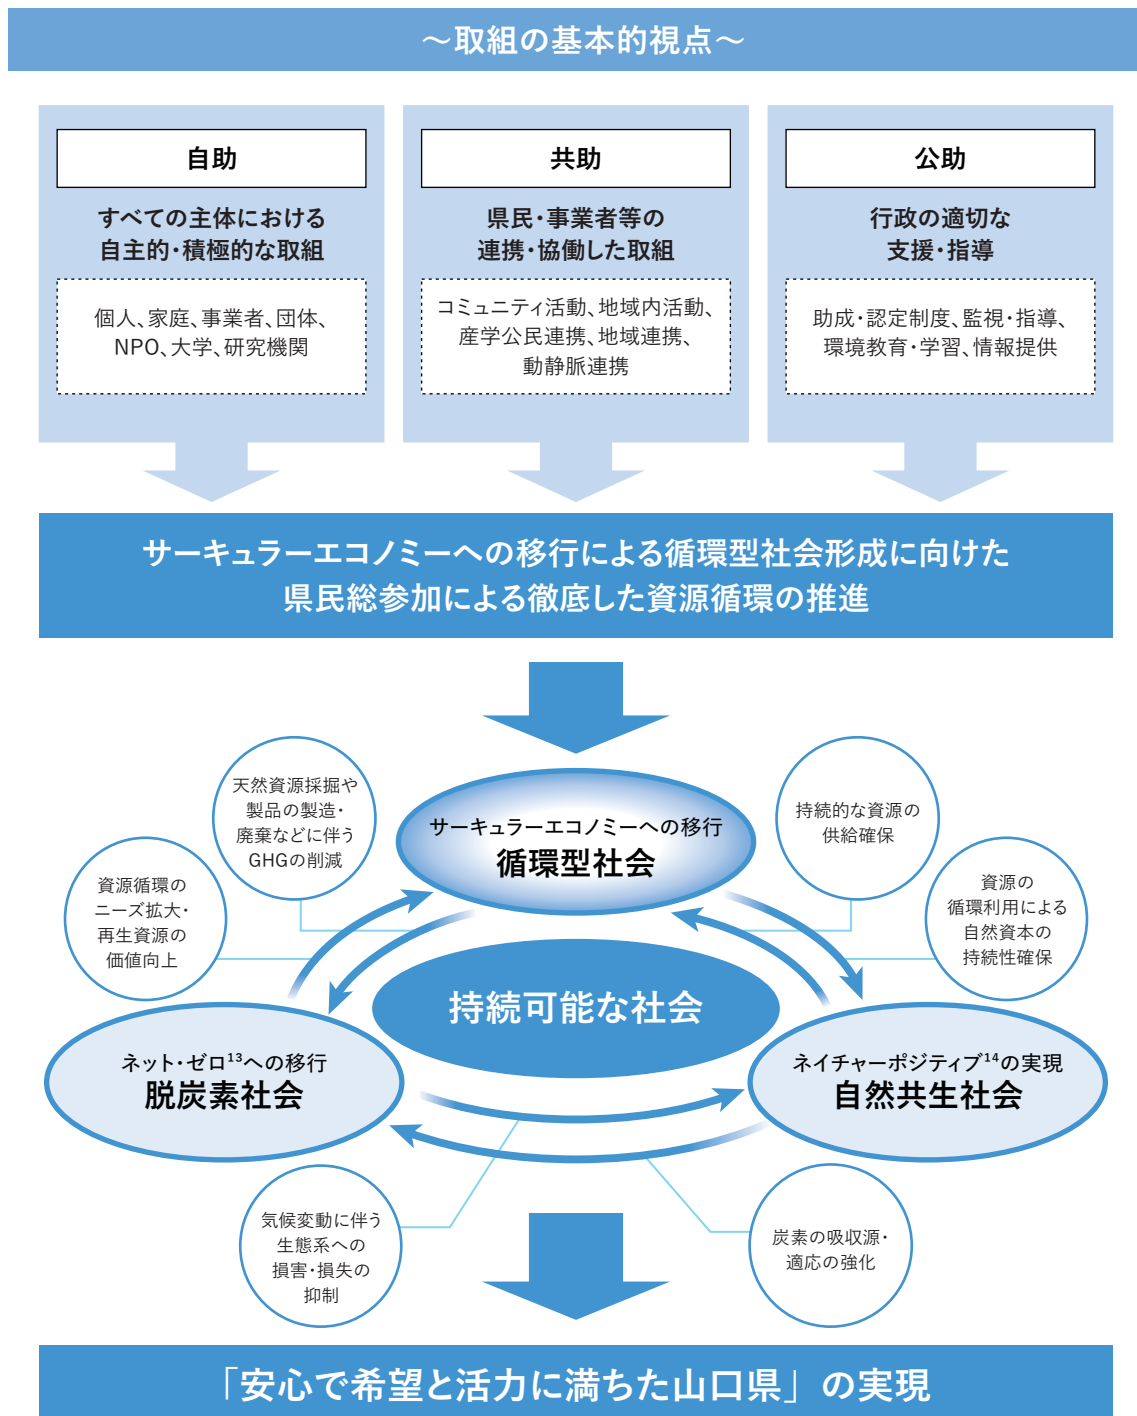 ～取組の基本的視点～
自助
すべての主体における
自主的・積極的な取組
個人、家庭、事業者、団体、
NPO、大学、研究機関
共助
県民・事業者等の
連携・協働した取組
コミュニティ活動、地域内活動、
産学公民連携、地域連携、
動静脈連携
公助
行政の適切な
支援・指導
助成・認定制度、監視・指導、
環境教育・学習、情報提供
サーキュラーエコノミーへの移行による循環型社会形成に向けた
県民総参加による徹底した資源循環の推進
天然資源採掘や
製品の製造・
廃棄などに伴う
GHGの削減
サーキュラーエコノミーへの移行
循環型社会
持続的な資源の
供給確保
資源循環の
ニーズ拡大・
再生資源の
価値向上
資源の
循環利用による
自然資本の
持続性確保
持続可能な社会
ネット・ゼロ13への移行
脱炭素社会
ネイチャーポジティブ14の実現
自然共生社会
気候変動に伴う
生態系への
損害・損失の
抑制
炭素の吸収源・
適応の強化
「安心で希望と活力に満ちた山口県」の実現